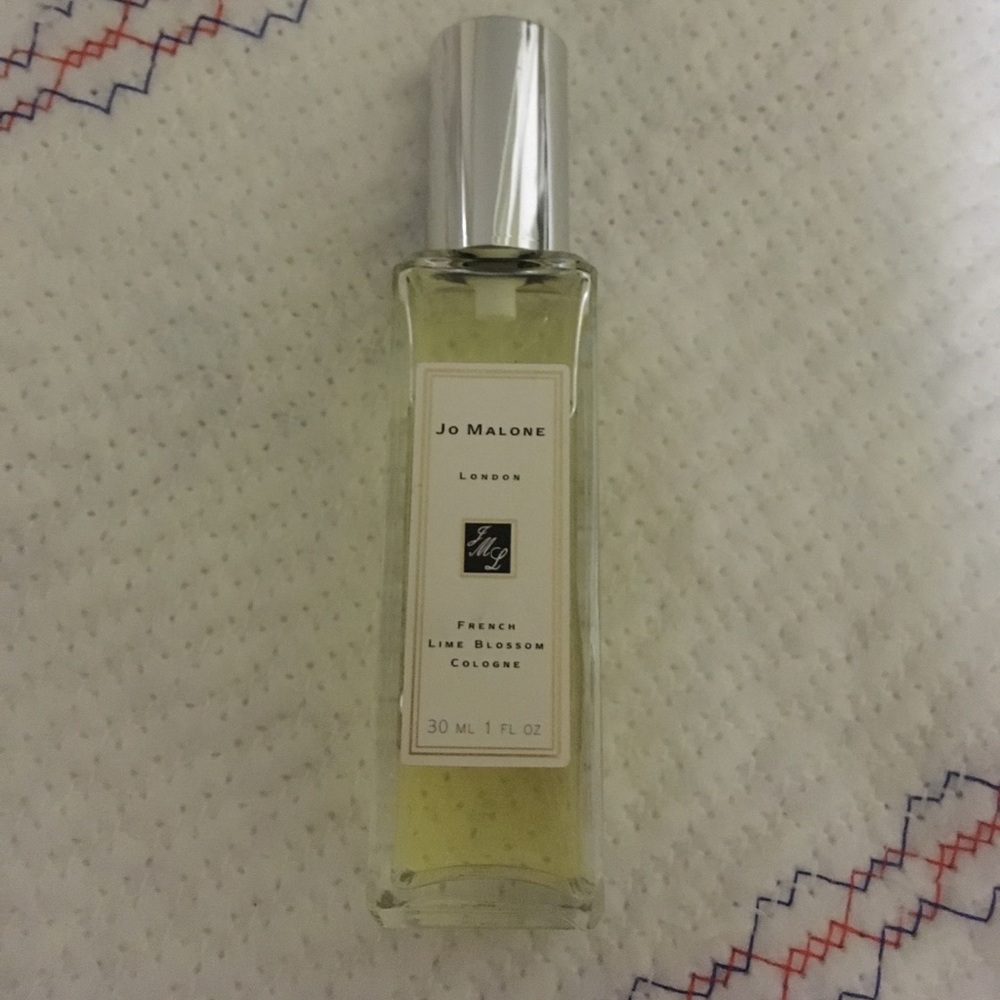 Jo Malone
London
JML
French
Lime Blossom
Cologne
30 ML 1 FL OZ